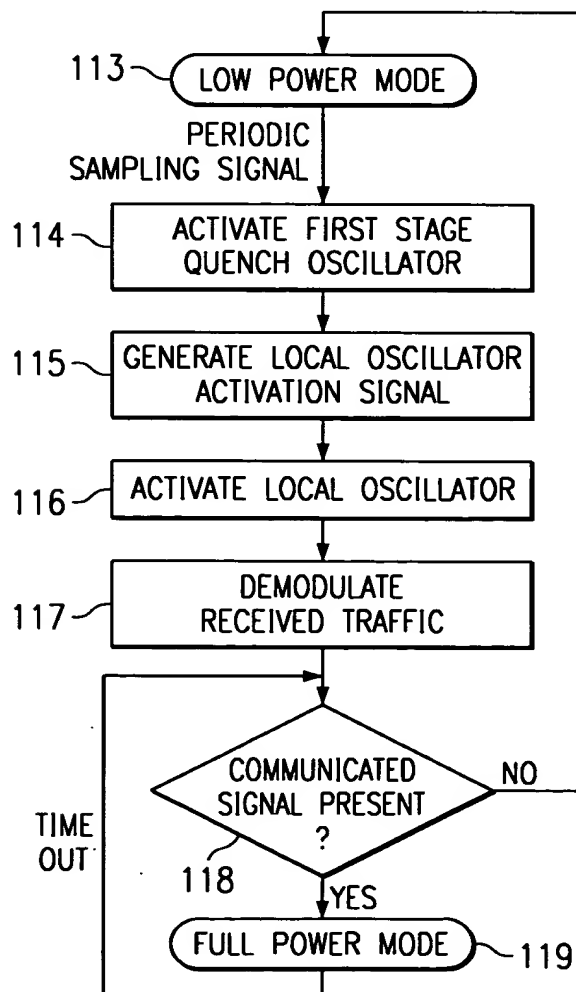 113
LOW POWER MODE
PERIODIC
SAMPLING SIGNAL
114
ACTIVATE FIRST STAGE
QUENCH OSCILLATOR
115
GENERATE LOCAL OSCILLATOR
ACTIVATION SIGNAL
116
ACTIVATE LOCAL OSCILLATOR
117
DEMODULATE
RECEIVED TRAFFIC
COMMUNICATED
SIGNAL PRESENT
?
NO
TIME
OUT
118
YES
FULL POWER MODE
119